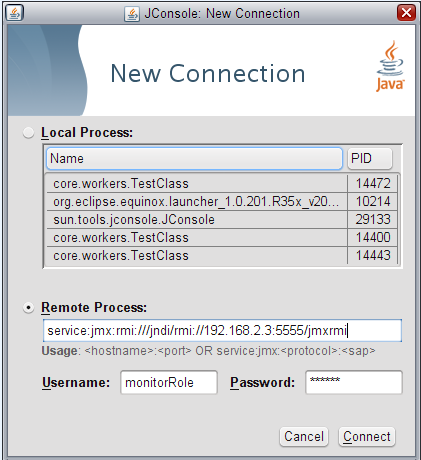 JConsole: New Connection
New Connection
Java
Local Process:
Name PID
core.workers.TestClass 14472
org.eclipse.equinox.launcher_1.0.201.R35x_v20... 10214
sun.tools.jconsole.JConsole 29133
core.workers.TestClass 14400
core.workers.TestClass 14443
Remote Process:
service:jmx:rmi:///jndi/rmi://192.168.2.3:5555/jmxrmi
Usage: <hostname>:<port> OR service:jmx:<protocol>:<sap>
Username: monitorRole Password: ******
Cancel Connect